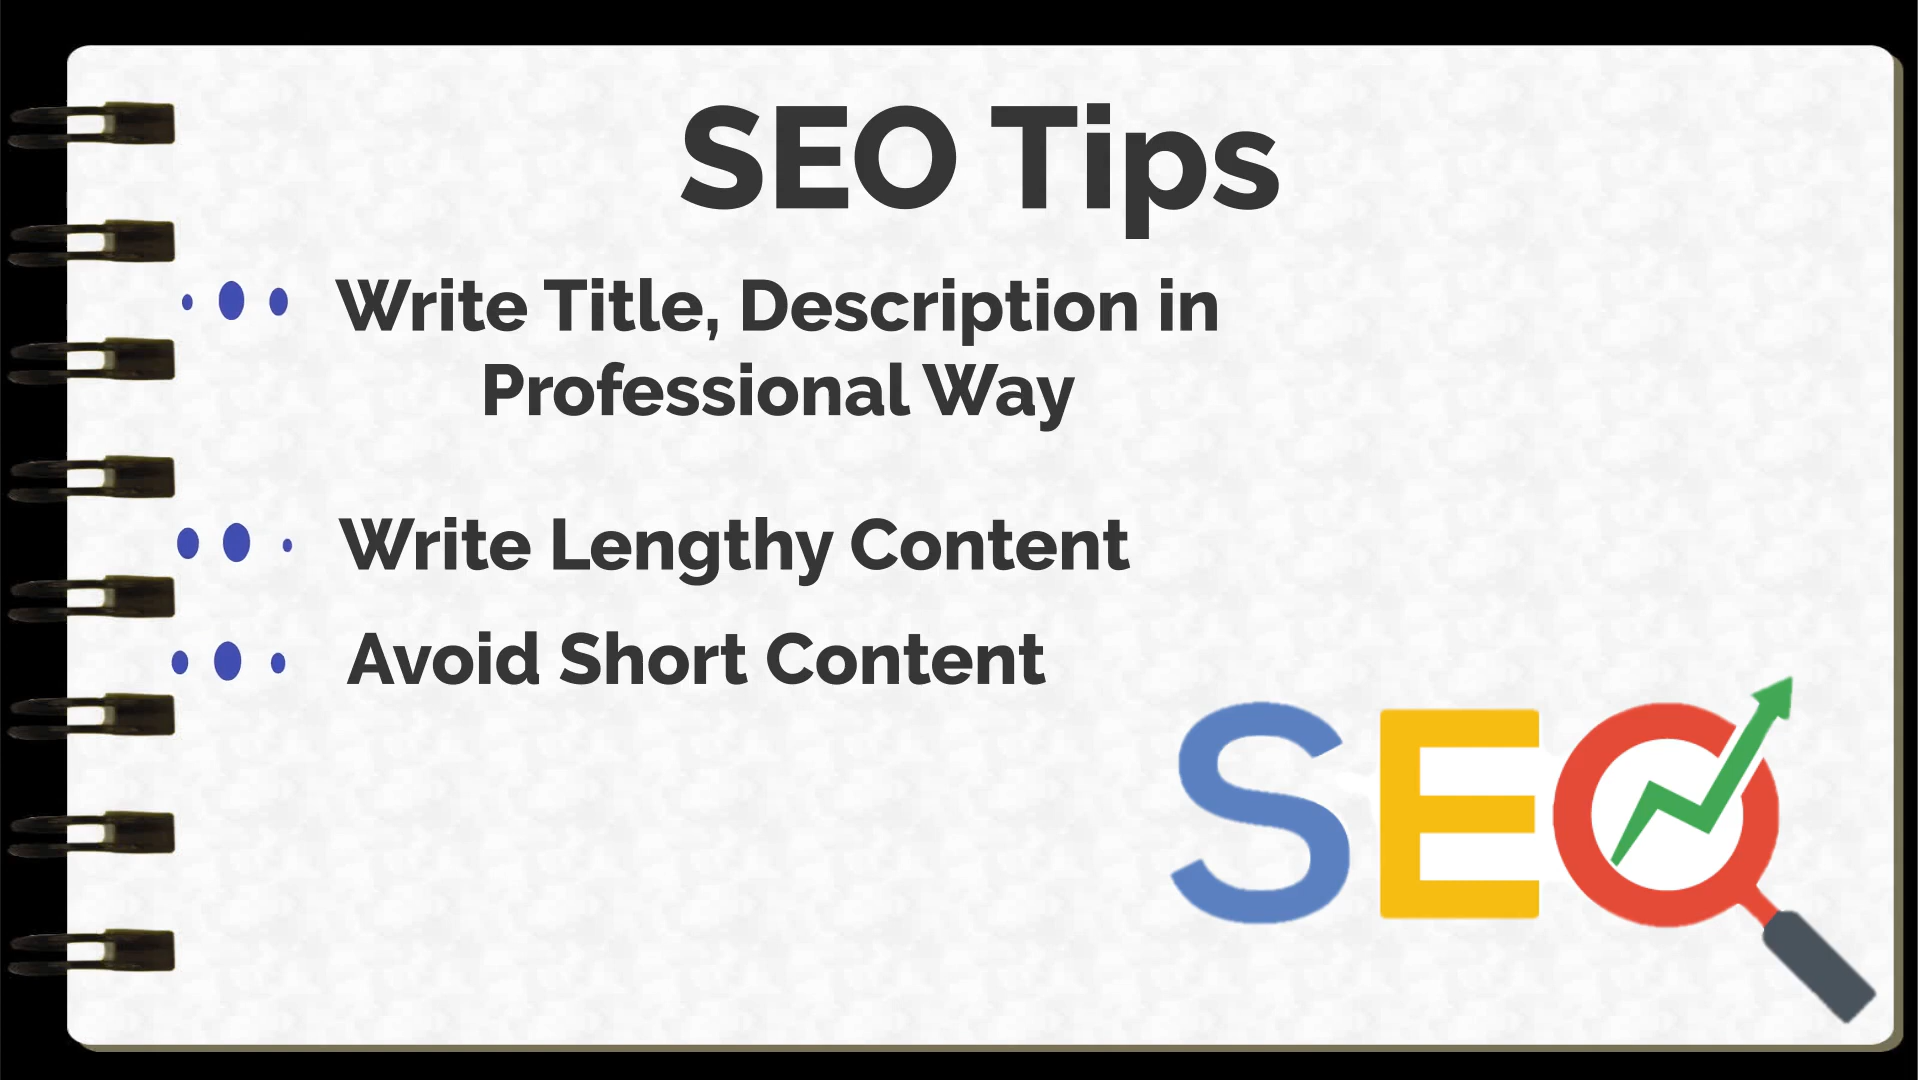 SEO Tips
Write Title, Description in
Professional Way
Write Lengthy Content
Avoid Short Content
SEO